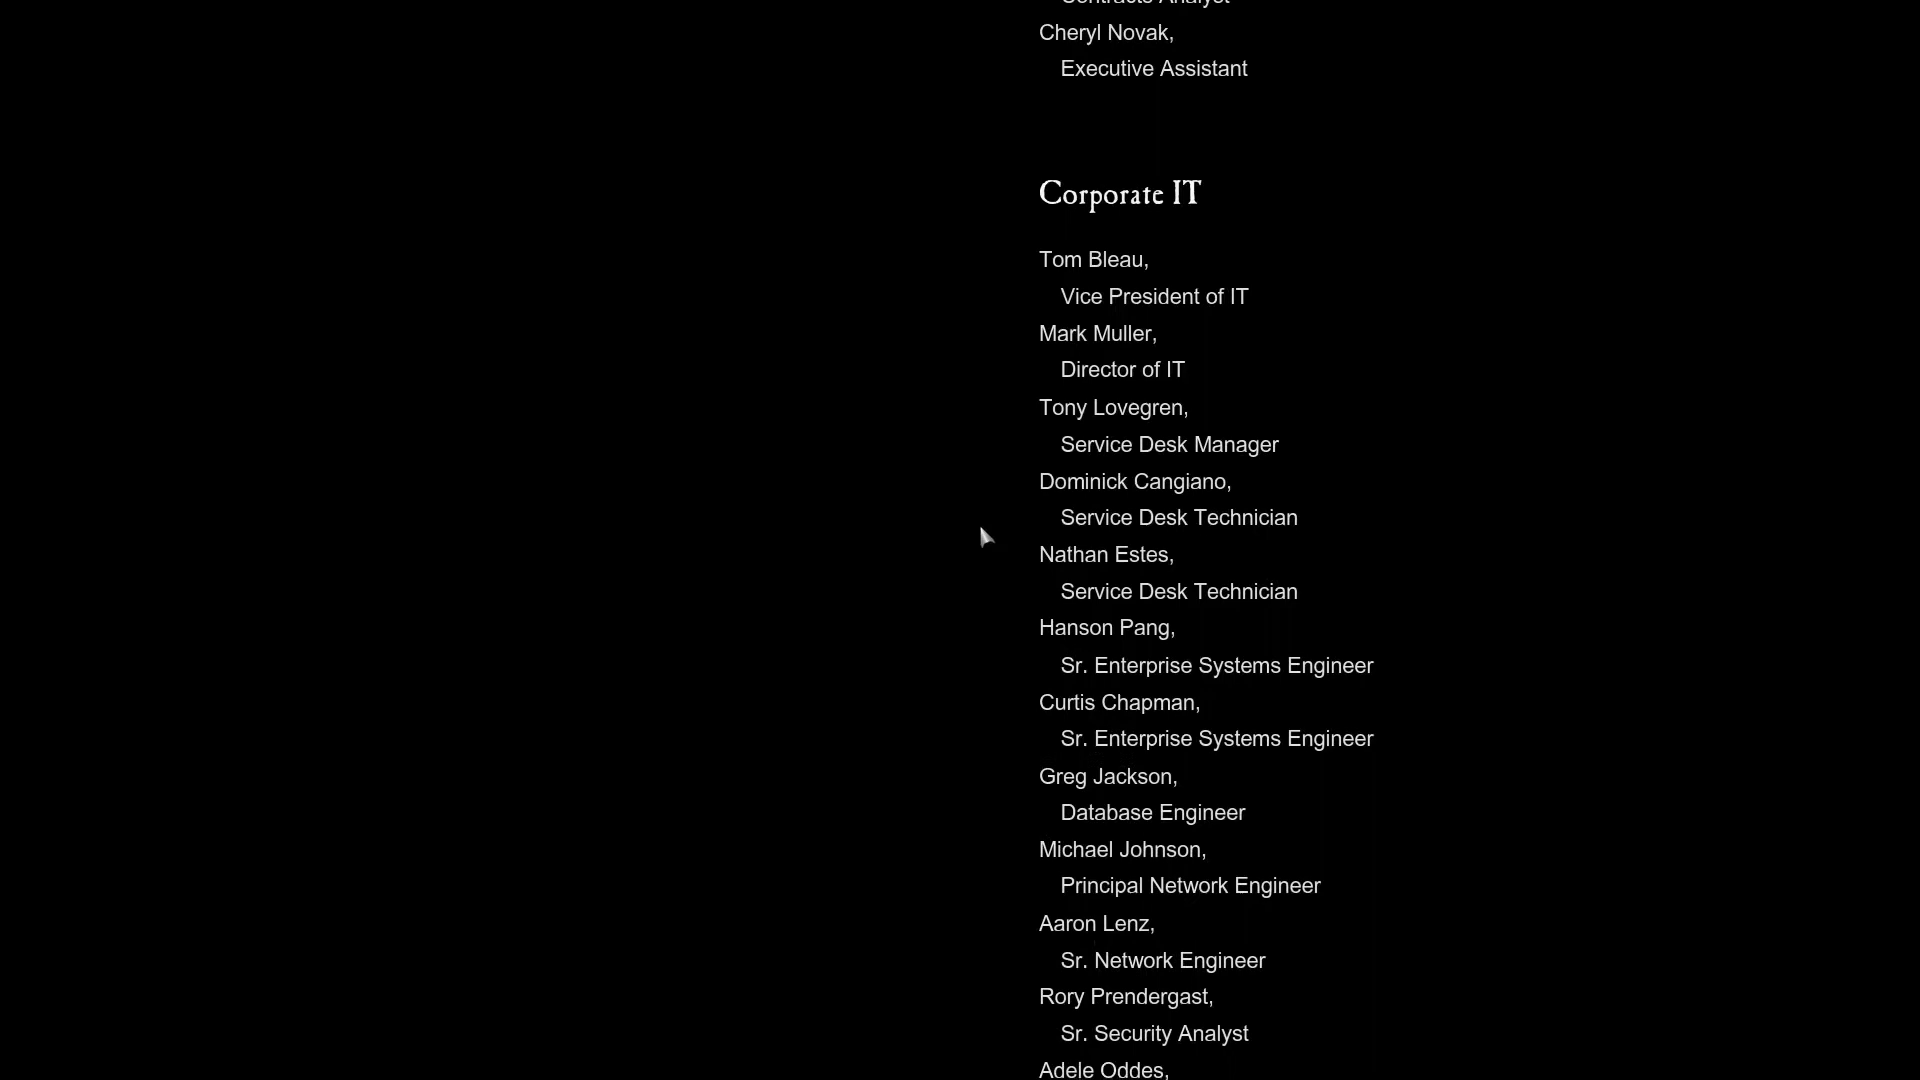 Contracts Analyst
Cheryl Novak,
Executive Assistant
Corporate IT
Tom Bleau,
Vice President of IT
Mark Muller,
Director of IT
Tony Lovegren,
Service Desk Manager
Dominick Cangiano,
Service Desk Technician
Nathan Estes,
Service Desk Technician
Hanson Pang,
Sr. Enterprise Systems Engineer
Curtis Chapman,
Sr. Enterprise Systems Engineer
Greg Jackson,
Database Engineer
Michael Johnson,
Principal Network Engineer
Aaron Lenz,
Sr. Network Engineer
Rory Prendergast,
Sr. Security Analyst
Adele Oddes,